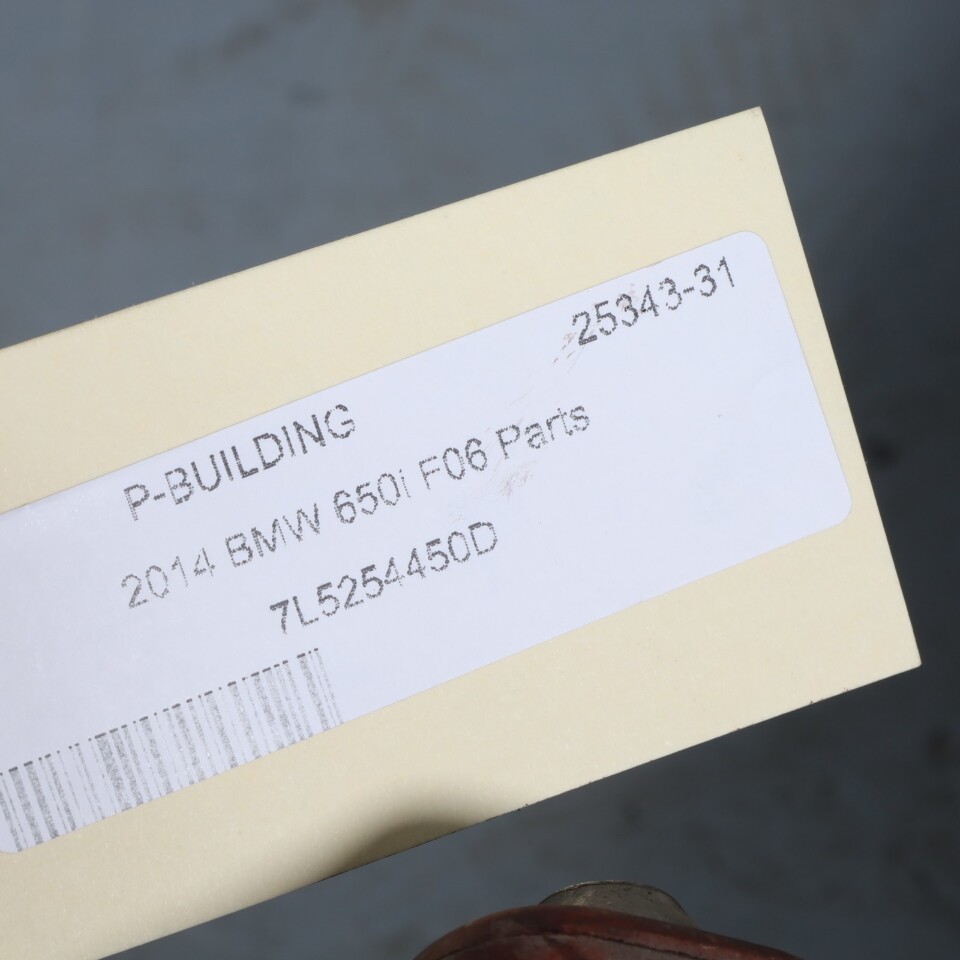 25343-31
P-BUILDING
2014 BMW 650i F06 Parts
7L5254450D